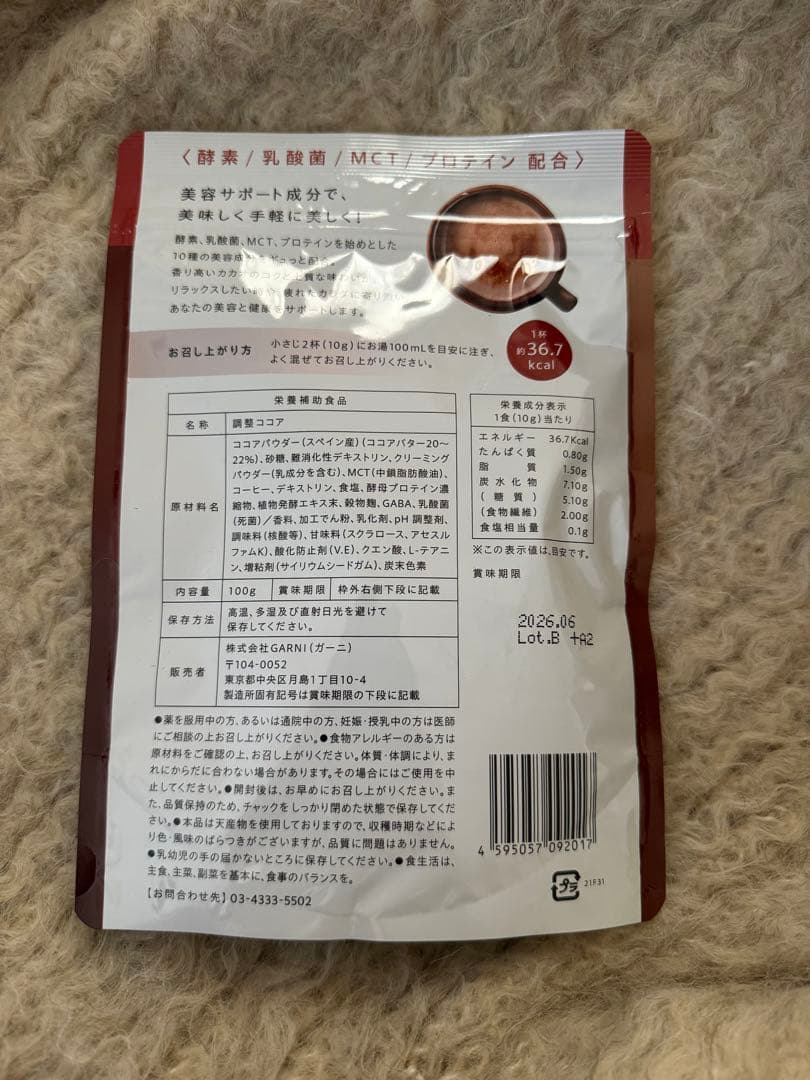 〈酵素/乳酸菌/MCT/プロテイン 配合〉
美容サポート成分で、
美味しく手軽に美しく!
酵素、乳酸菌、MCT、プロテインを始めとした
10種の美容成分をギュっと配合。
香り高いカカオのコクと上質な味わいが
リラックスしたい時や疲れたカラダに寄り添い
あなたの美容と健康をサポートします。
お召し上がり方
小さじ2杯(10g)にお湯100mLを目安に注ぎ、
よく混ぜてお召し上がりください。
1杯
約36.7
kcal
栄養補助食品
名称 調整ココア
原材料名
ココアパウダー(スペイン産)(ココアバター20〜
22%)、砂糖、難消化性デキストリン、クリーミング
パウダー(乳成分を含む)、MCT(中鎖脂肪酸油)、
コーヒー、デキストリン、食塩、酵母プロテイン濃
縮物、植物発酵エキス末、穀物麹、GABA、乳酸菌
(死菌)/香料、加工でん粉、乳化剤、pH調整剤、
調味料(核酸等)、甘味料(スクラロース、アセスル
ファムK)、酸化防止剤(V.E)、クエン酸、L-テアニ
ン、増粘剤(サイリウムシードガム)、炭末色素
内容量 100g 賞味期限 枠外右側下段に記載
保存方法
高温、多湿及び直射日光を避けて
保存してください。
販売者
株式会社GARNI(ガーニ)
〒104-0052
東京都中央区月島1丁目10-4
製造所固有記号は賞味期限の下段に記載
栄養成分表示
1食(10g)当たり
エネルギー 36.7Kcal
たんぱく質 0.80g
脂質 1.50g
炭水化物 7.10g
(糖質) 5.10g
(食物繊維) 2.00g
食塩相当量 0.1g
※この表示値は、目安です。
賞味期限
2026.06
Lot.B +A2
●薬を服用中の方、あるいは通院中の方、妊娠・授乳中の方は医師
にご相談の上お召し上がりください。●食物アレルギーのある方は
原材料をご確認の上、お召し上がりください。体質・体調により、ま
れにからだに合わない場合があります。その場合にはご使用を中
止してください。●開封後は、お早めにお召し上がりください。ま
た、品質保持のため、チャックをしっかり閉めた状態で保存してくだ
さい。●本品は天産物を使用しておりますので、収穫時期などによ
り色・風味のばらつきがございますが、品質に問題はありません。
●乳幼児の手の届かないところに保存してください。●食生活は、
主食、主菜、副菜を基本に、食事のバランスを。
【お問合わせ先】03-4333-5502
4 595057 092017
プラ
21F31